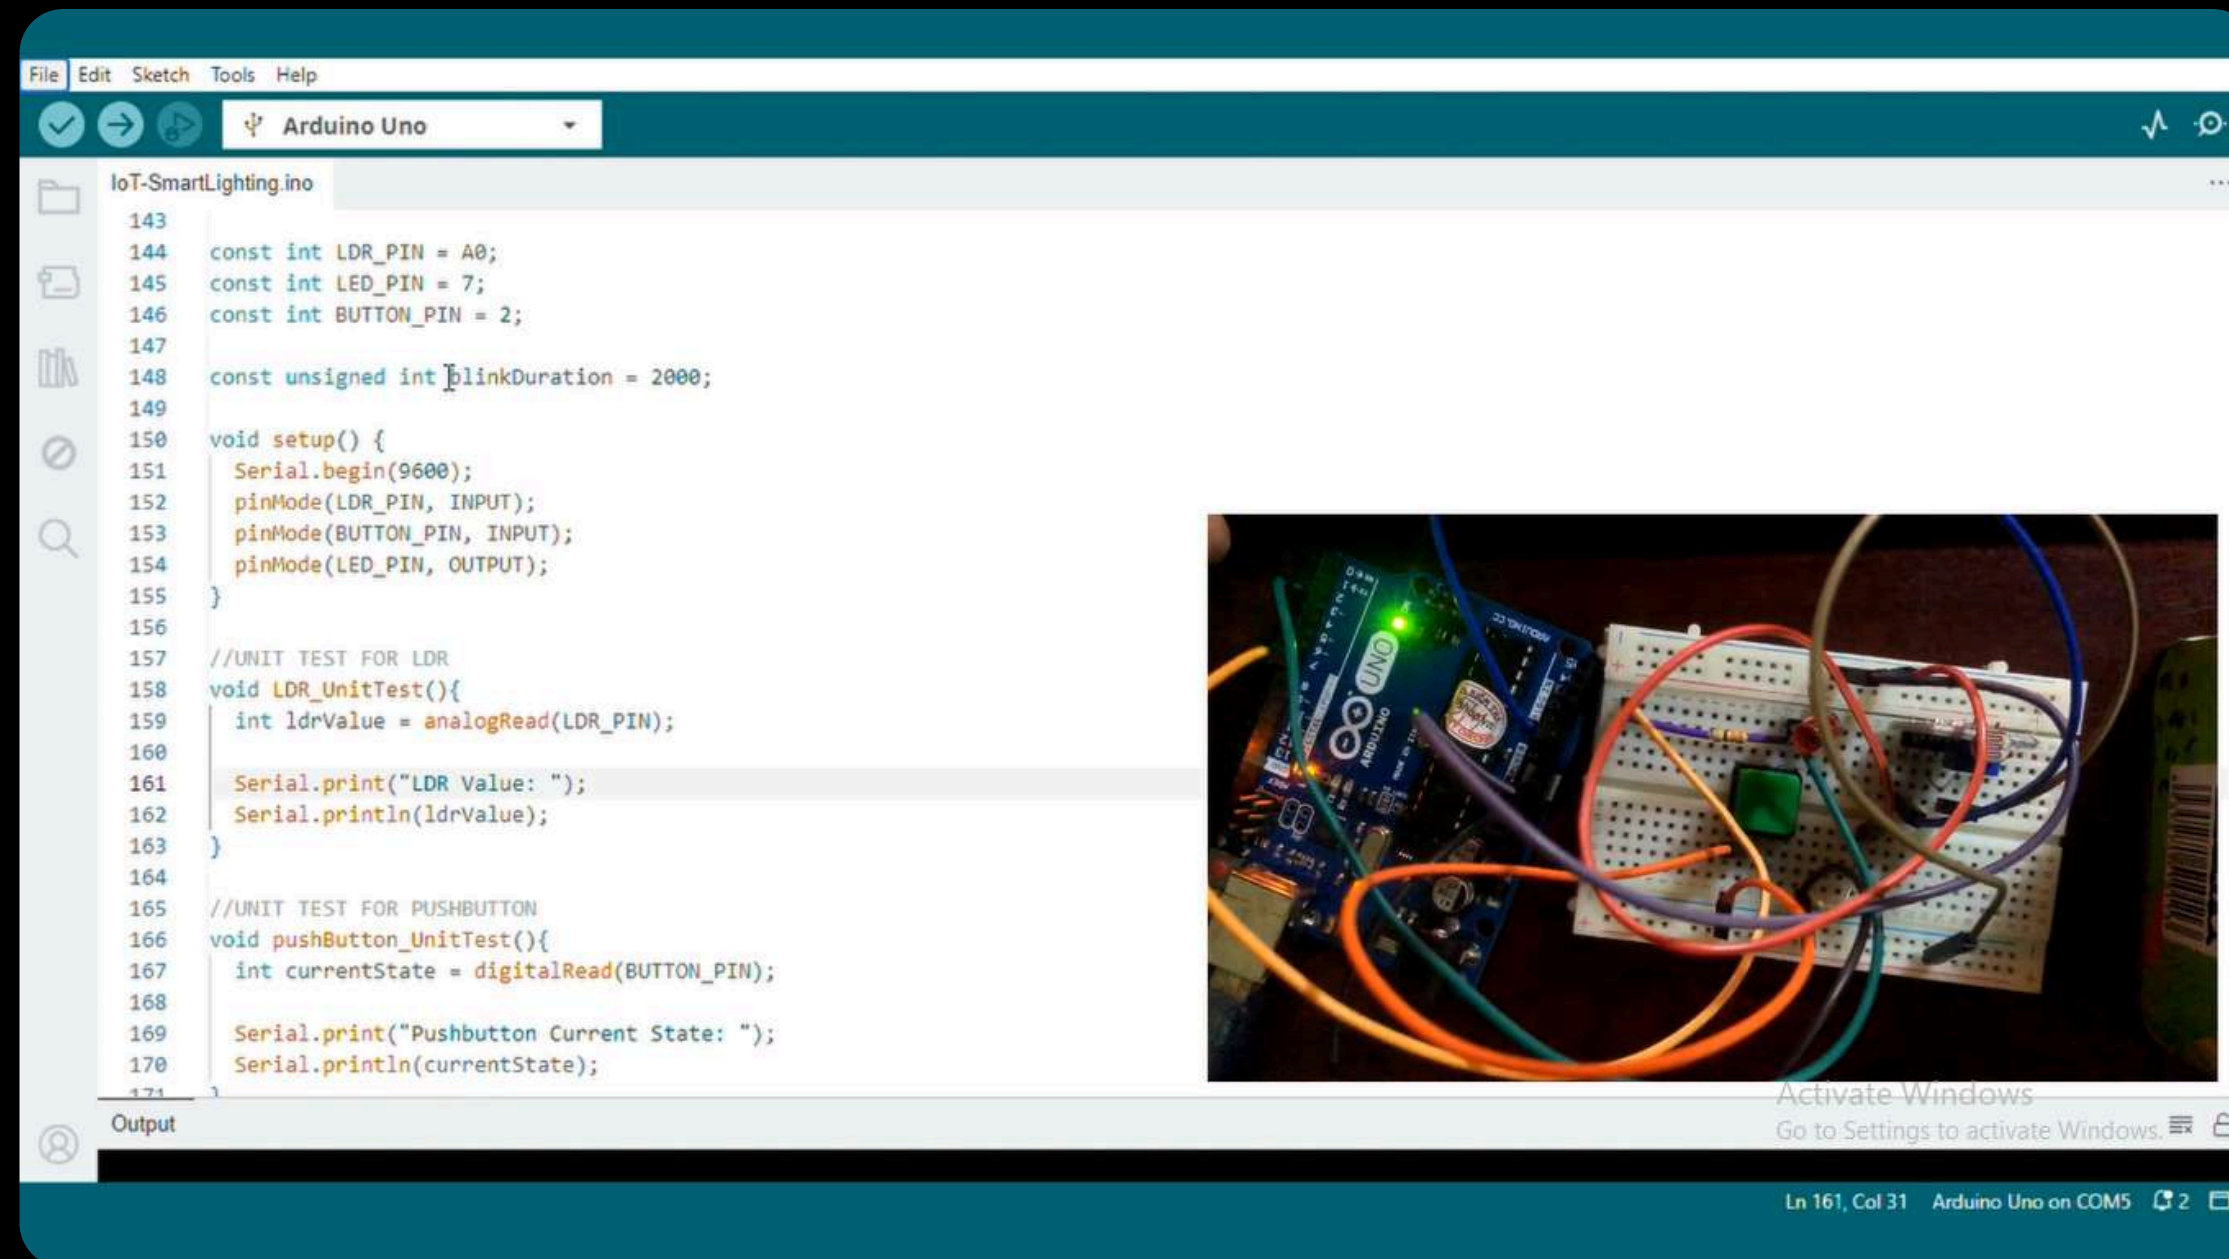 File Edit Sketch Tools Help
Arduino Uno
IoT-SmartLighting.ino
143
144 const int LDR_PIN = A0;
145 const int LED_PIN = 7;
146 const int BUTTON_PIN = 2;
147
148 const unsigned int blinkDuration = 2000;
149
150 void setup() {
151 Serial.begin(9600);
152 pinMode(LDR_PIN, INPUT);
153 pinMode(BUTTON_PIN, INPUT);
154 pinMode(LED_PIN, OUTPUT);
155 }
156
157 //UNIT TEST FOR LDR
158 void LDR_UnitTest(){
159 int ldrValue = analogRead(LDR_PIN);
160
161 Serial.print("LDR Value: ");
162 Serial.println(ldrValue);
163 }
164
165 //UNIT TEST FOR PUSHBUTTON
166 void pushButton_UnitTest(){
167 int currentState = digitalRead(BUTTON_PIN);
168
169 Serial.print("Pushbutton Current State: ");
170 Serial.println(currentState);
171 }
UNO
ARDUINO
ARDUINO.CC
Activate Windows
Output
Go to Settings to activate Windows.
Ln 161, Col 31 Arduino Uno on COM5 2